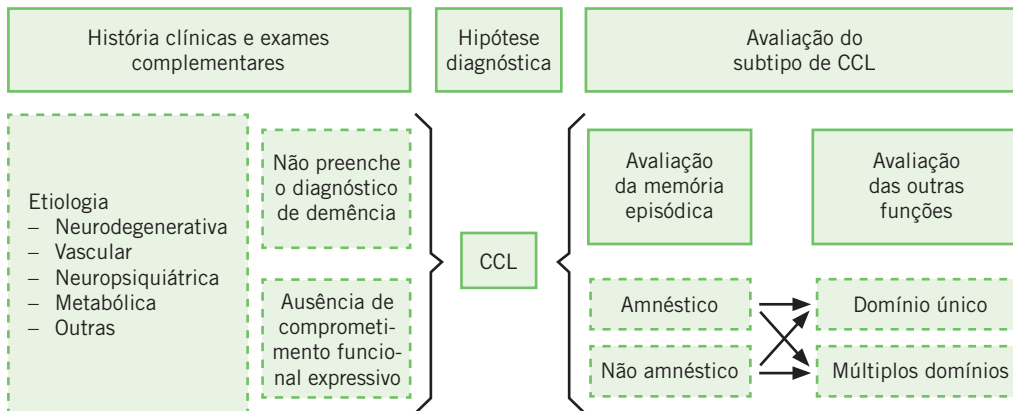 História clínicas e exames
complementares
Hipótese
diagnóstica
Avaliação do
subtipo de CCL
Etiologia
– Neurodegenerativa
– Vascular
– Neuropsiquiátrica
– Metabólica
– Outras
Não preenche
o diagnóstico
de demência
Ausência de
comprometi-
mento funcio-
nal expressivo
CCL
Avaliação
da memória
episódica
Avaliação
das outras
funções
Amnéstico
Domínio único
Não amnéstico
Múltiplos domínios